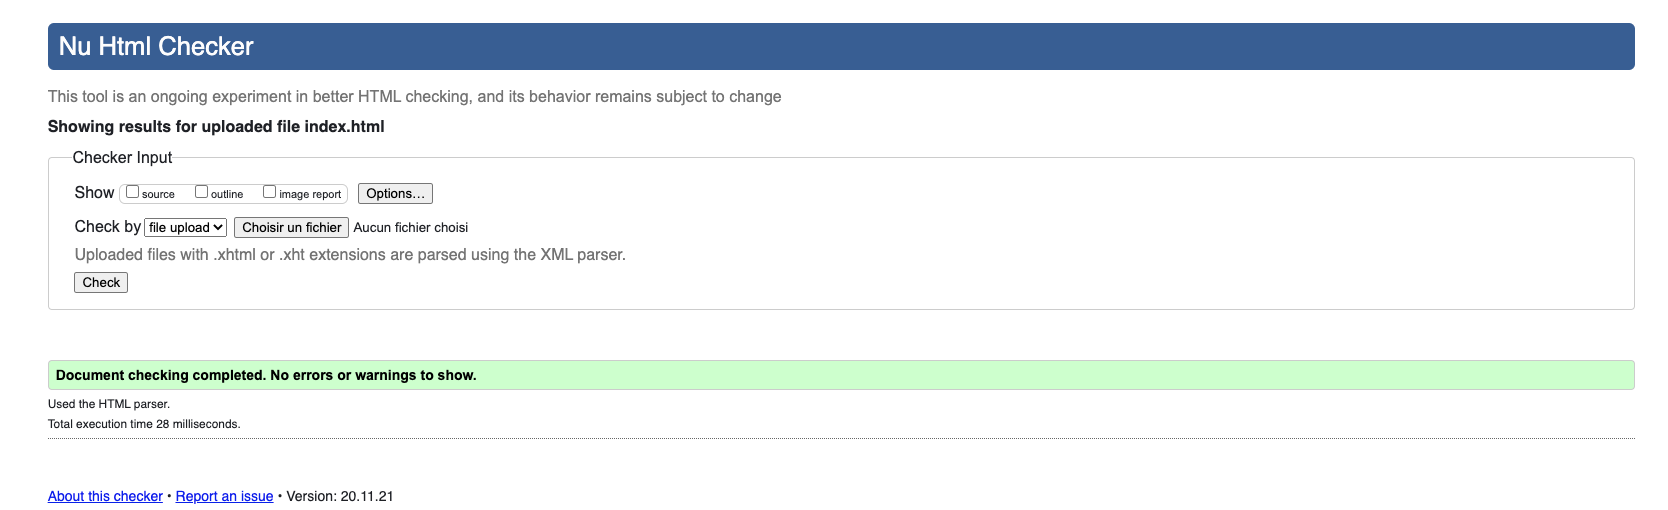 Nu Html Checker
This tool is an ongoing experiment in better HTML checking, and its behavior remains subject to change
Showing results for uploaded file index.html
Checker Input
Show source outline image report Options...
Check by file upload Choisir un fichier Aucun fichier choisi
Uploaded files with .xhtml or .xht extensions are parsed using the XML parser.
Check
Document checking completed. No errors or warnings to show.
Used the HTML parser.
Total execution time 28 milliseconds.
About this checker • Report an issue • Version: 20.11.21